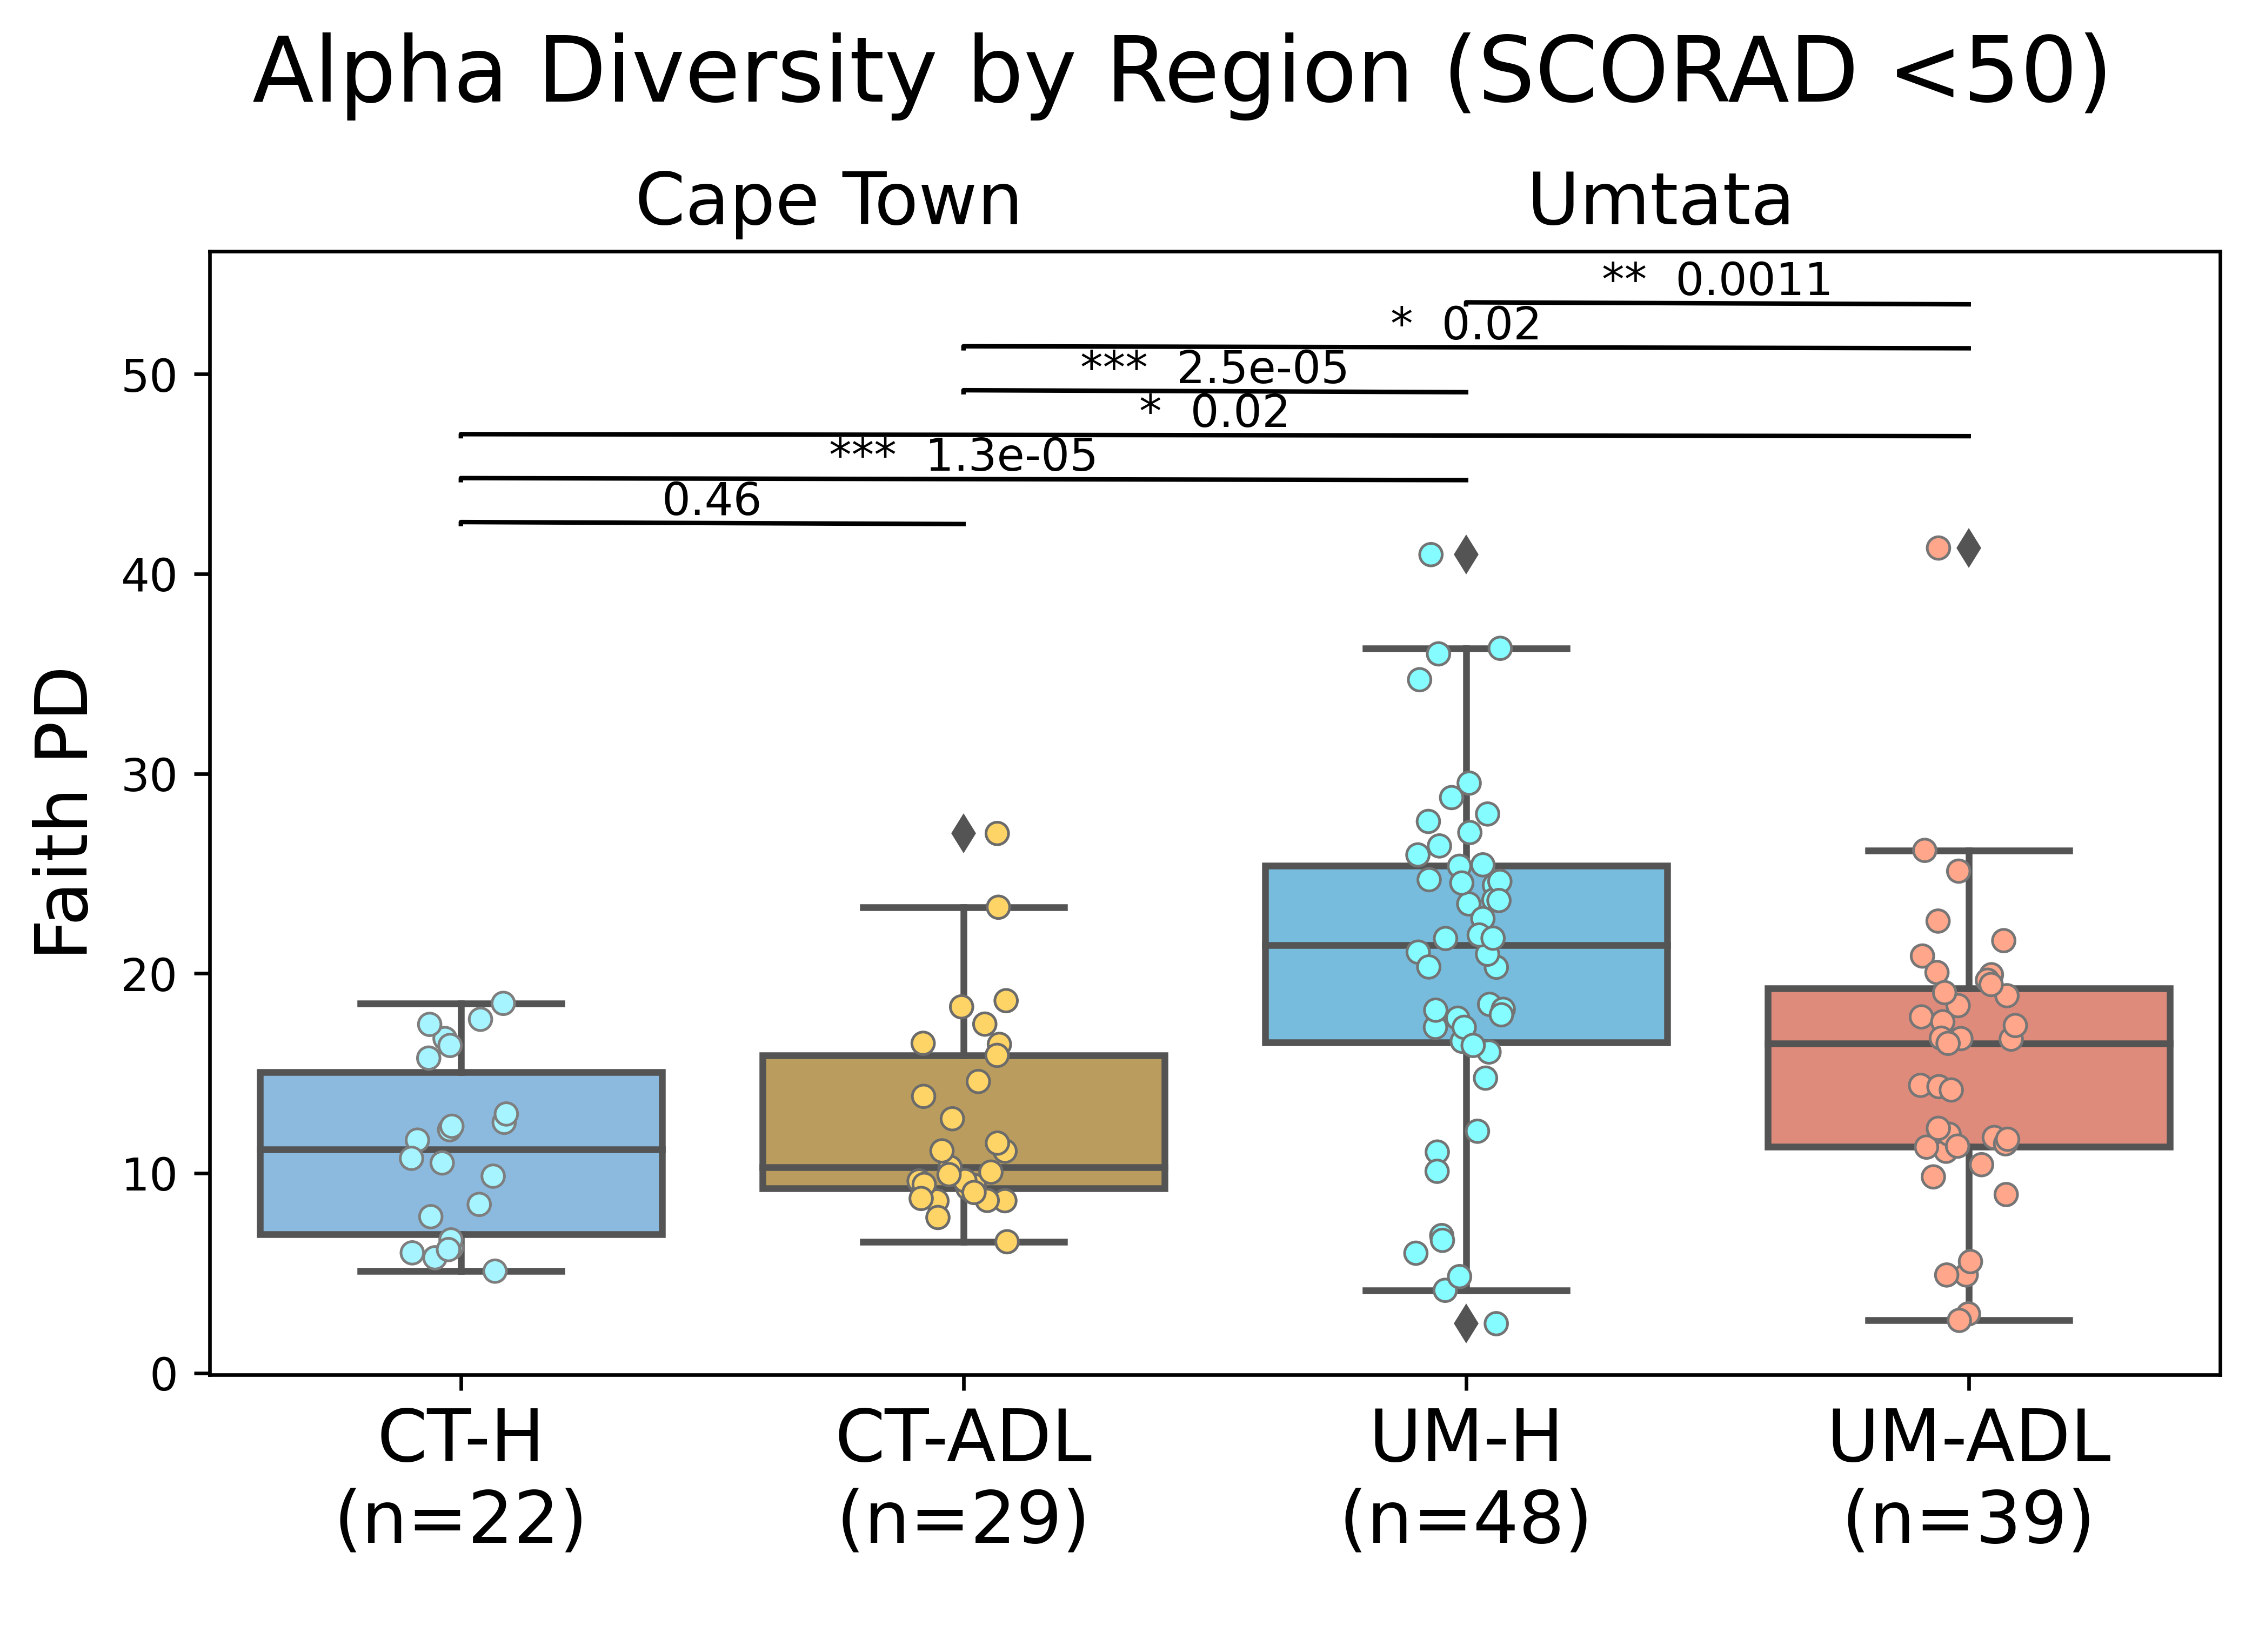 Alpha Diversity by Region (SCORAD <50)
Cape Town
Umtata
** 0.0011
* 0.02
*** 2.5e-05
* 0.02
*** 1.3e-05
0.46
Faith PD
50
40
30
20
10
0
CT-H
(n=22)
CT-ADL
(n=29)
UM-H
(n=48)
UM-ADL
(n=39)